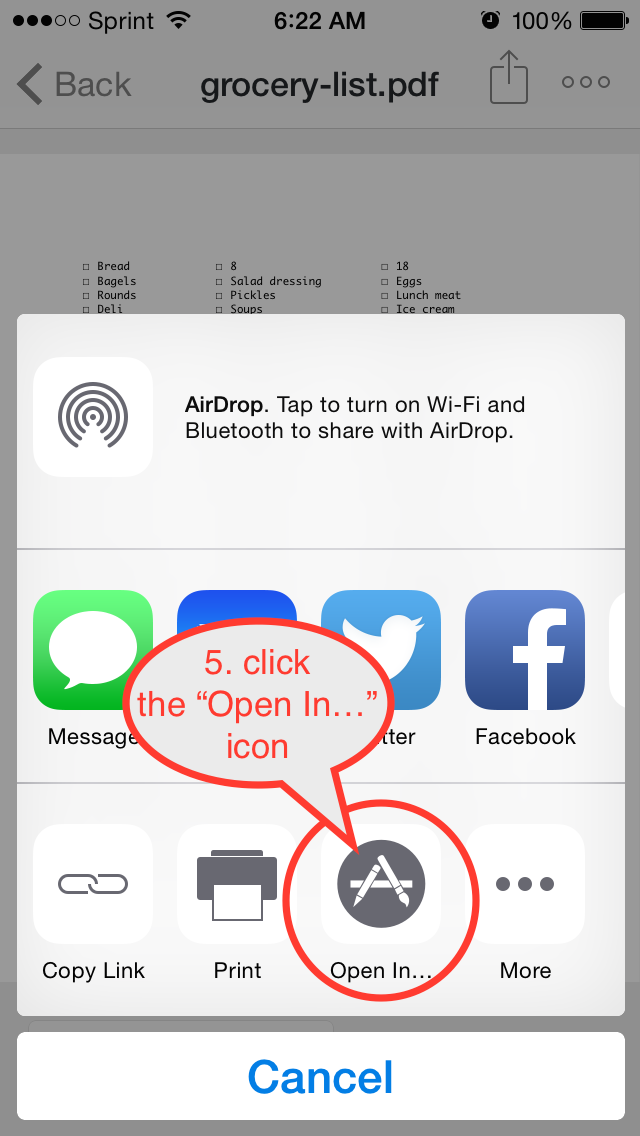 Sprint 6:22 AM 100%
Back grocery-list.pdf
Bread 8 18
Bagels Salad dressing Eggs
Rounds Pickles Lunch meat
Deli Soups Ice cream
AirDrop. Tap to turn on Wi-Fi and
Bluetooth to share with AirDrop.
5. click
the “Open In...”
icon
Message tter Facebook
Copy Link Print Open In... More
Cancel